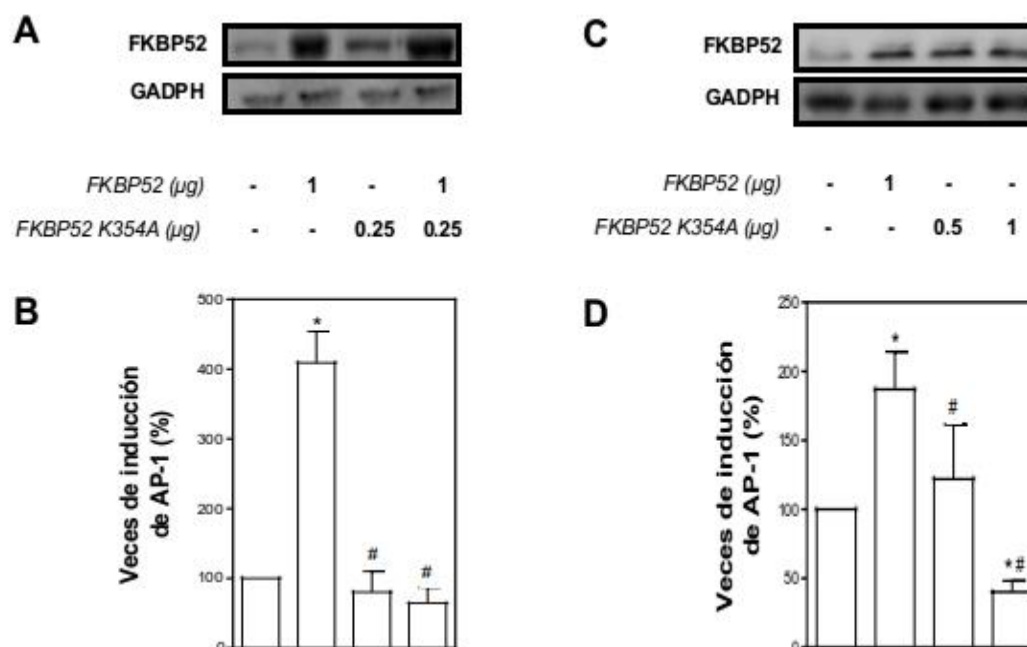 A
FKBP52
GADPH
FKBP52 (µg) - 1 - 1
FKBP52 K354A (µg) - - 0.25 0.25
B
Veces de inducción
de AP-1 (%)
500
400
300
200
100
0
*
#
#
C
FKBP52
GADPH
FKBP52 (µg) - 1 - -
FKBP52 K354A (µg) - - 0.5 1
D
Veces de inducción
de AP-1 (%)
250
200
150
100
50
0
*
#
*#